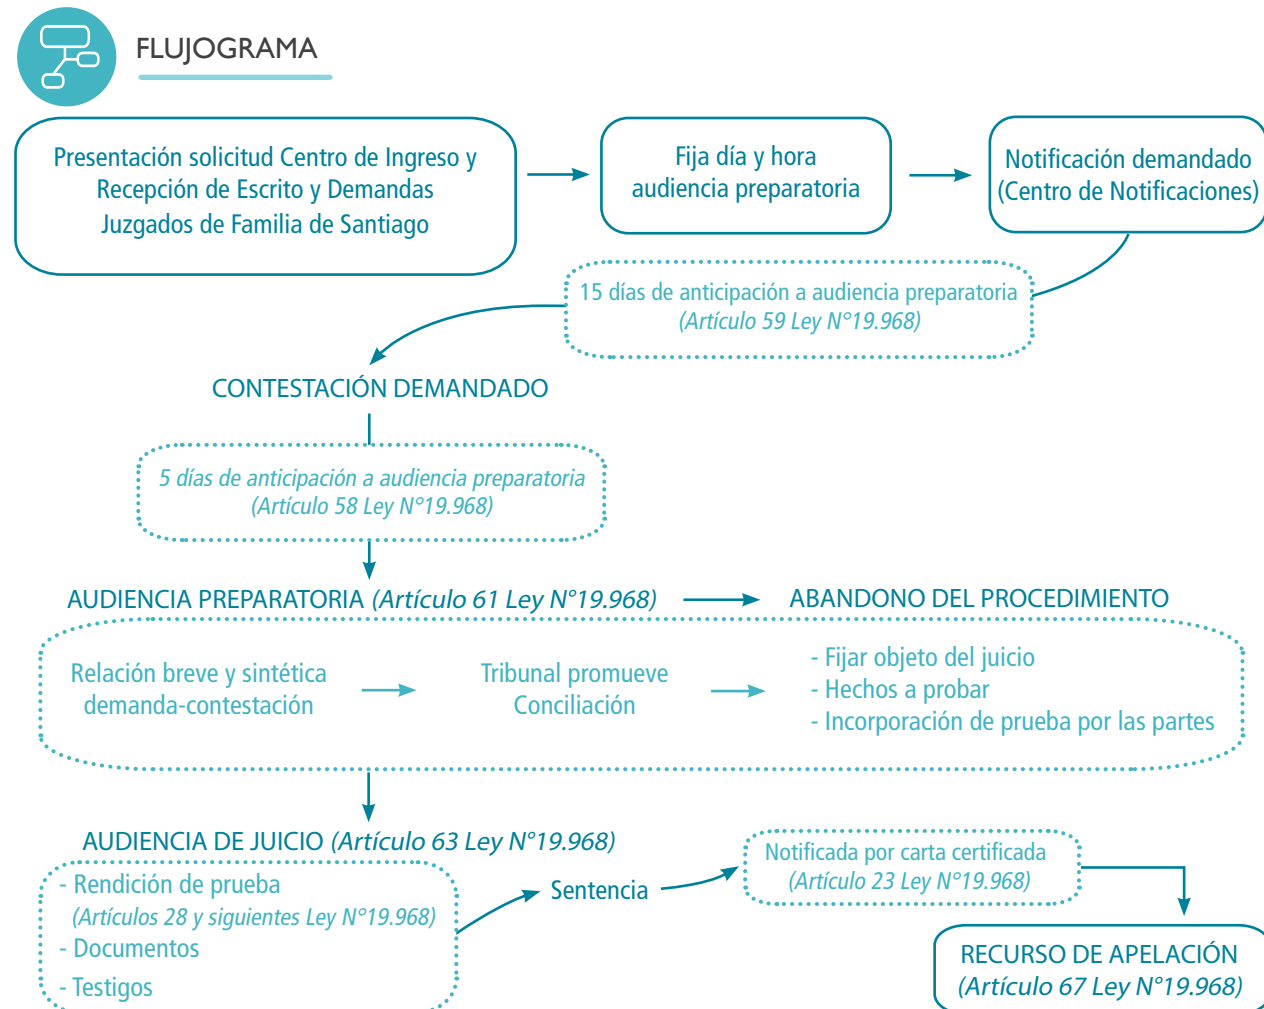 FLUJOGRAMA
Presentación solicitud Centro de Ingreso y
Recepción de Escrito y Demandas
Juzgados de Familia de Santiago
Fija día y hora
audiencia preparatoria
Notificación demandado
(Centro de Notificaciones)
15 días de anticipación a audiencia preparatoria
(Artículo 59 Ley N°19.968)
CONTESTACIÓN DEMANDADO
5 días de anticipación a audiencia preparatoria
(Artículo 58 Ley N°19.968)
AUDIENCIA PREPARATORIA (Artículo 61 Ley N°19.968)
ABANDONO DEL PROCEDIMIENTO
Relación breve y sintética
demanda-contestación
Tribunal promueve
Conciliación
- Fijar objeto del juicio
- Hechos a probar
- Incorporación de prueba por las partes
AUDIENCIA DE JUICIO (Artículo 63 Ley N°19.968)
- Rendición de prueba
(Artículos 28 y siguientes Ley N°19.968)
- Documentos
- Testigos
Sentencia
Notificada por carta certificada
(Artículo 23 Ley N°19.968)
RECURSO DE APELACIÓN
(Artículo 67 Ley N°19.968)